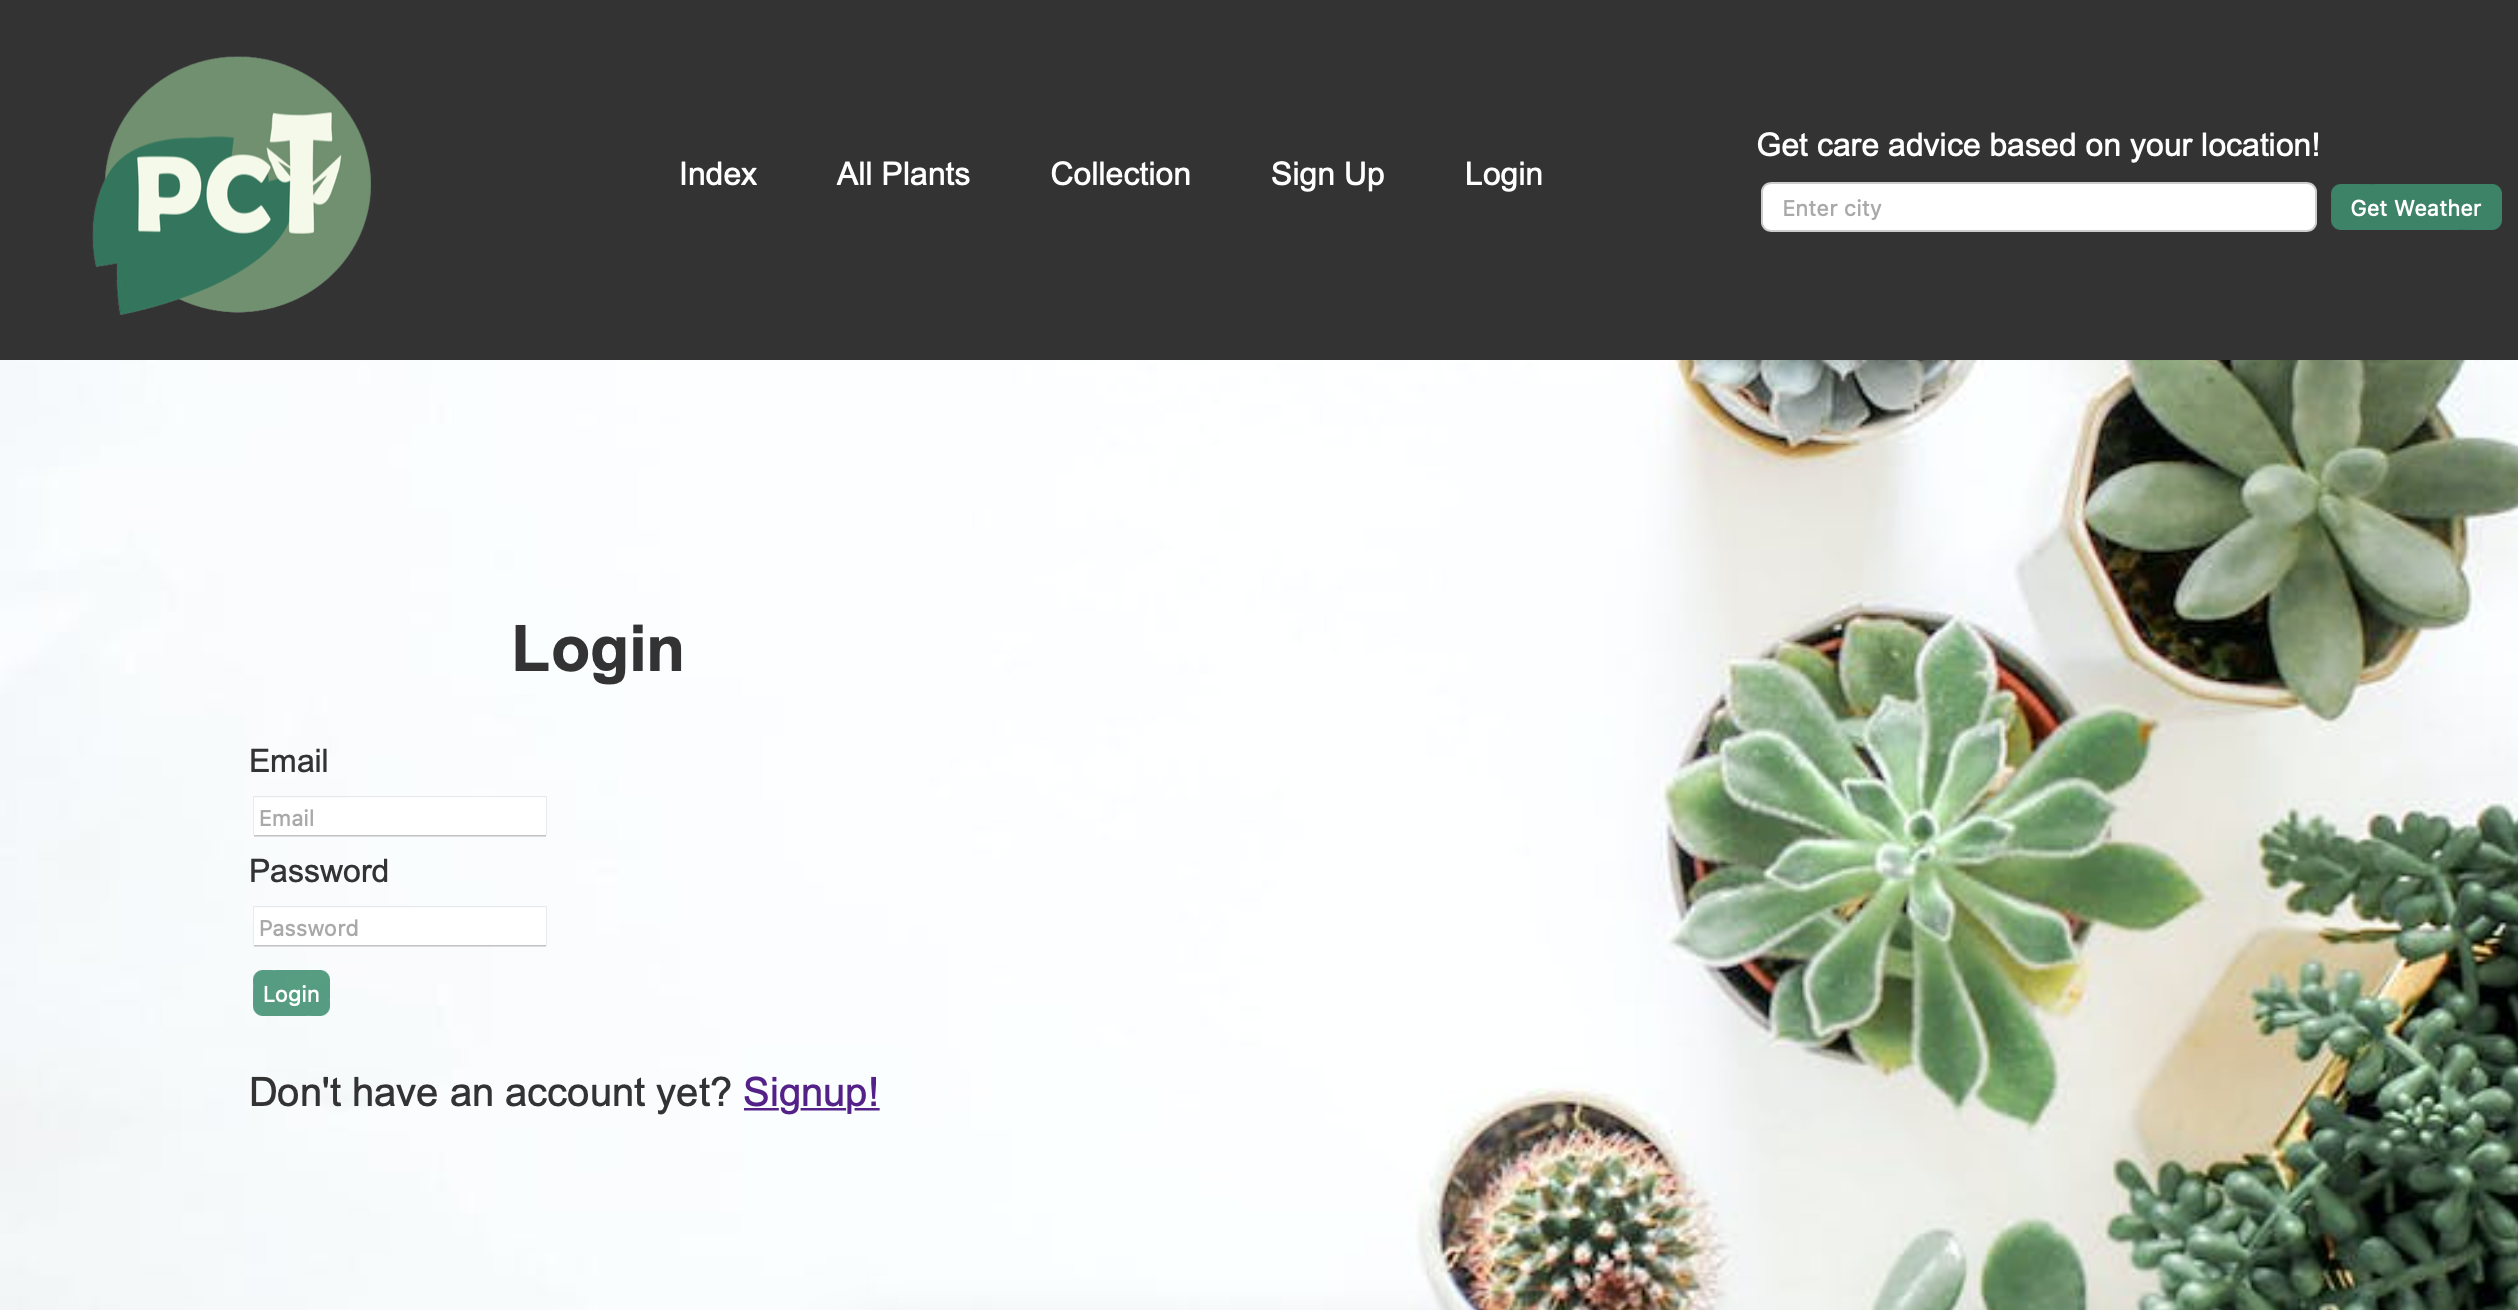 PCT
Index
All Plants
Collection
Sign Up
Login
Get care advice based on your location!
Enter city
Get Weather
Login
Email
Email
Password
Password
Login
Don't have an account yet? Signup!